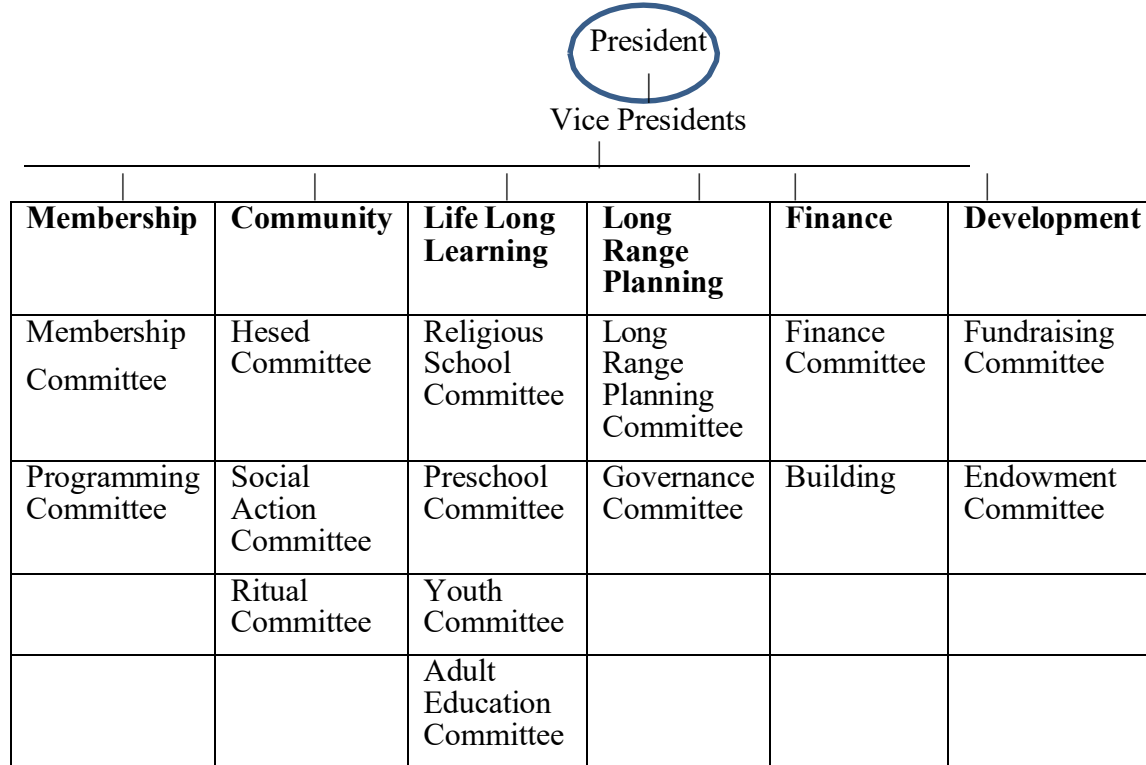 President
Vice Presidents
Membership
Community
Life Long
Learning
Long
Range
Planning
Finance
Development
Membership
Committee
Hesed
Committee
Religious
School
Committee
Long
Range
Planning
Committee
Finance
Committee
Fundraising
Committee
Programming
Committee
Social
Action
Committee
Preschool
Committee
Governance
Committee
Building
Endowment
Committee
Ritual
Committee
Youth
Committee
Adult
Education
Committee